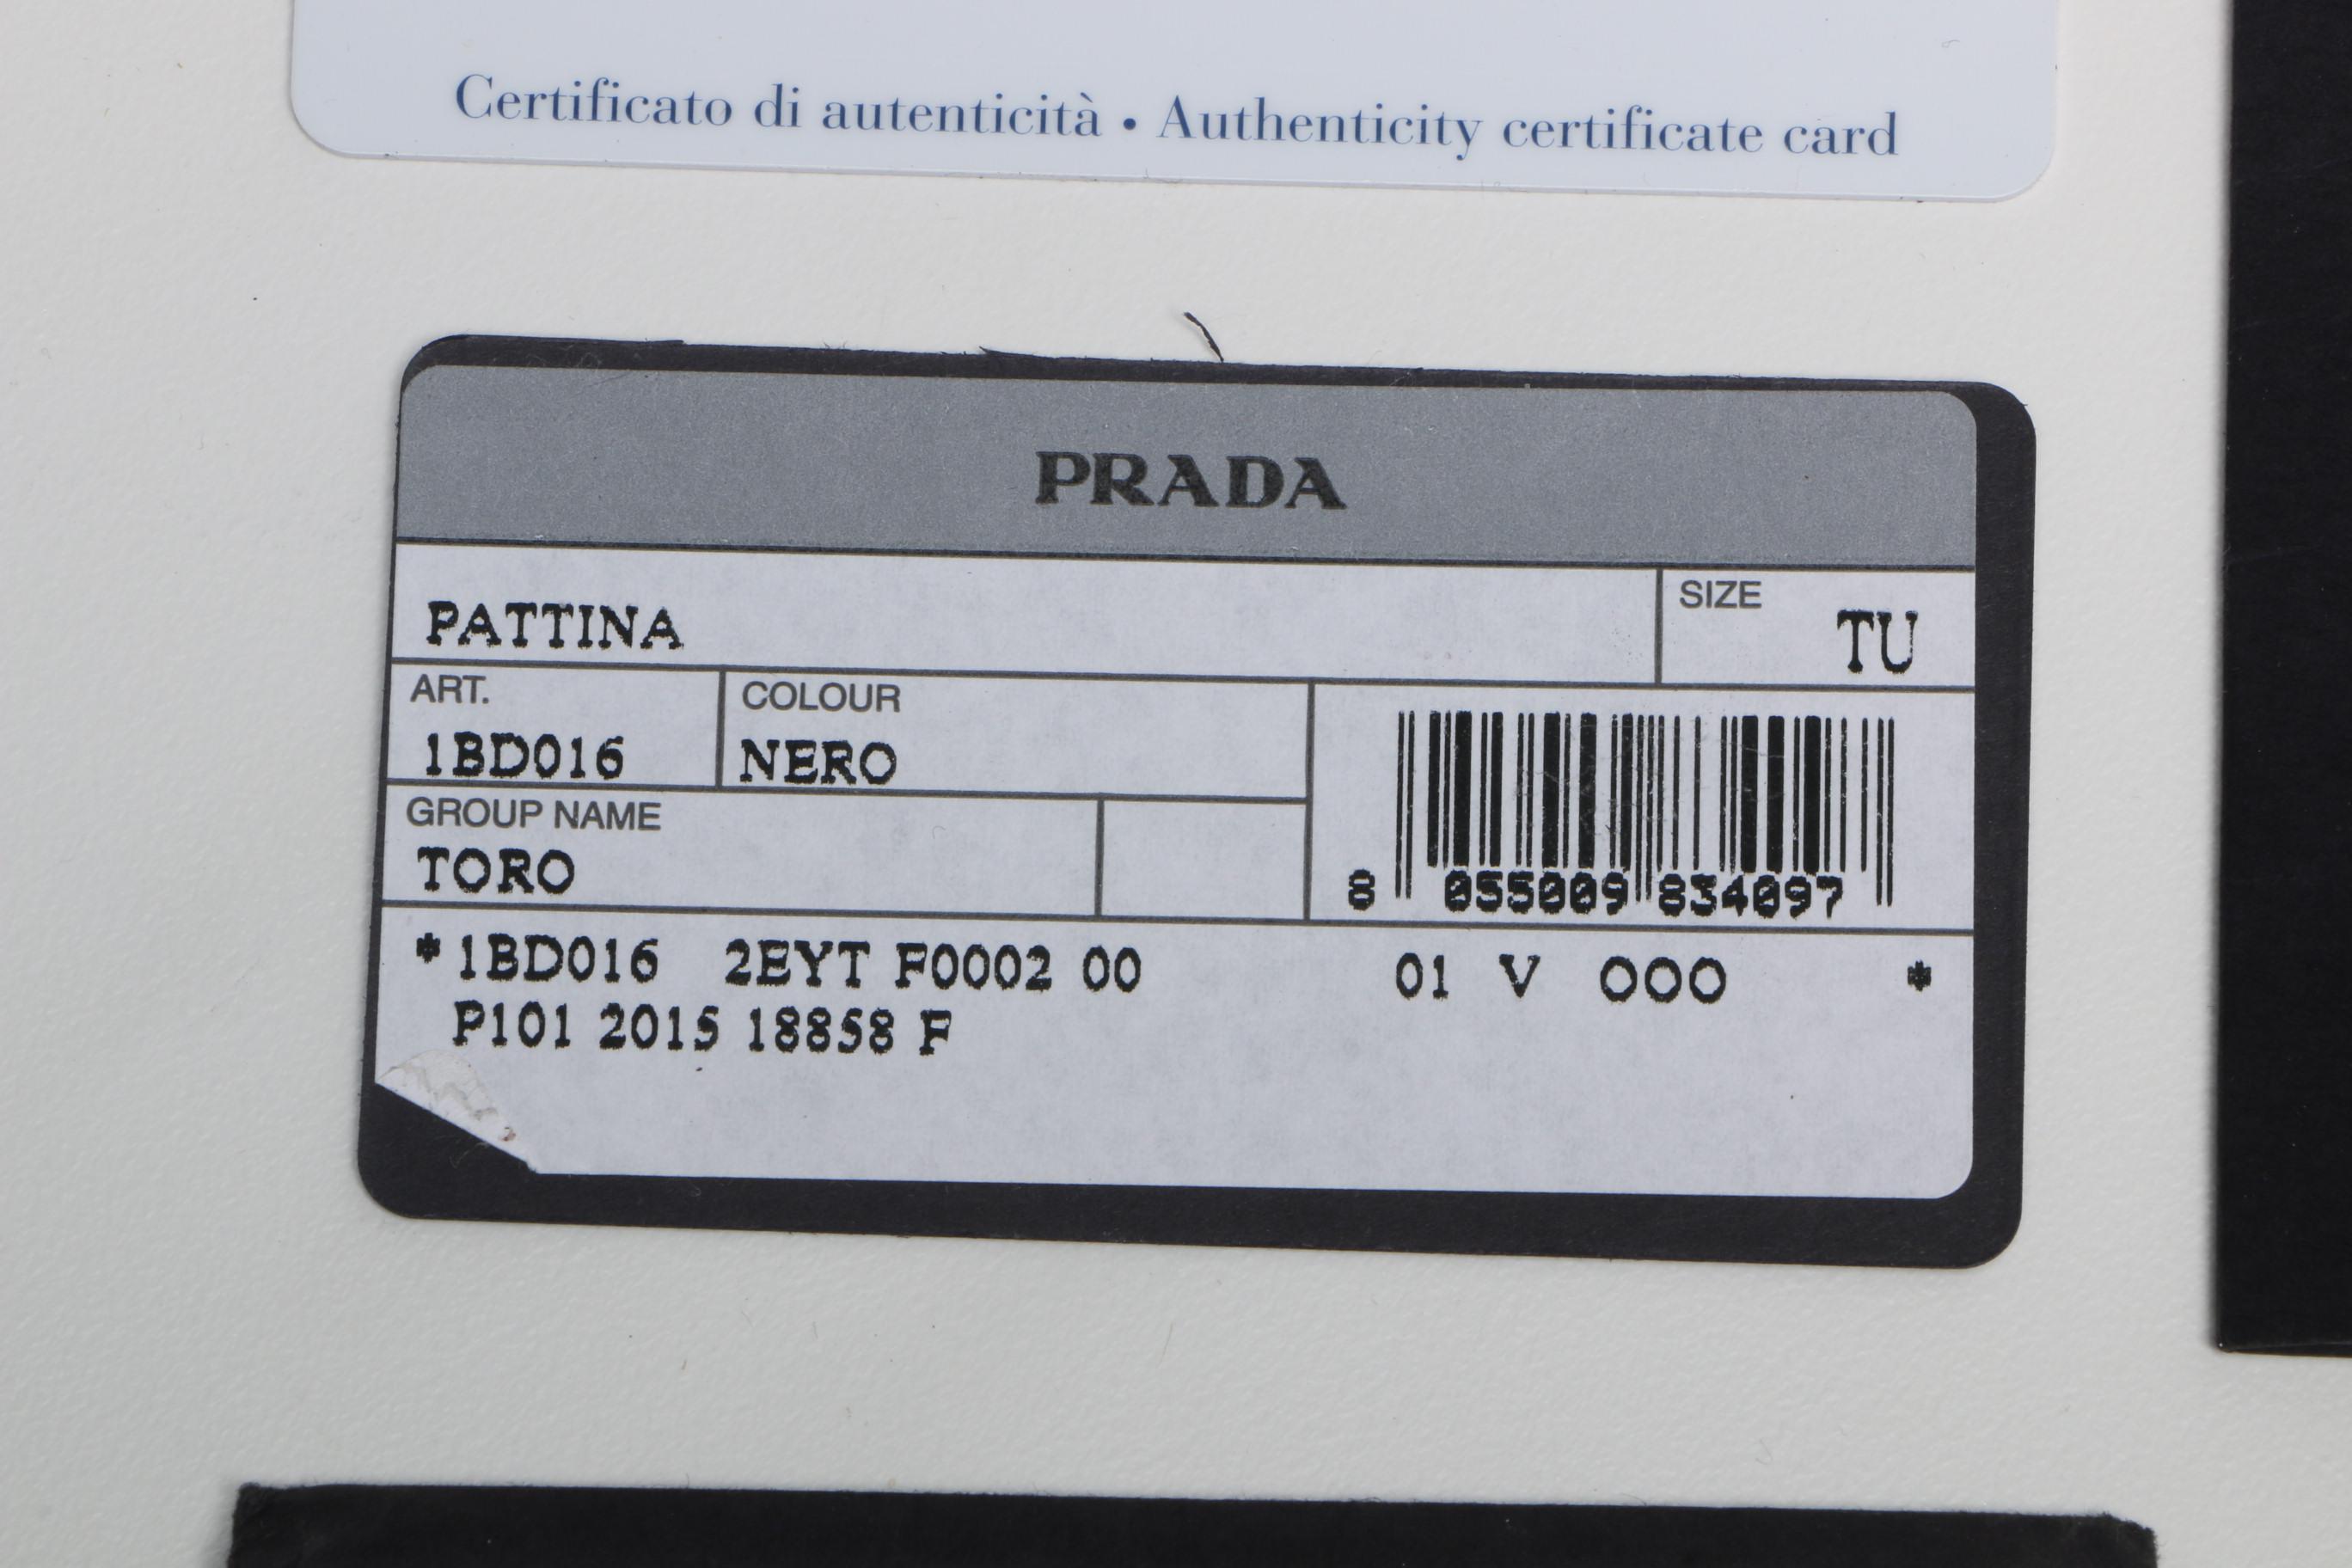 Certificato di autenticità • Authenticity certificate card
PRADA
PATTINA
SIZE TU
ART.
1BD016
COLOUR
NERO
GROUP NAME
TORO
8 055009 834097
* 1BD016 2EYT F0002 00 01 V OOO *
P101 2015 18858 F